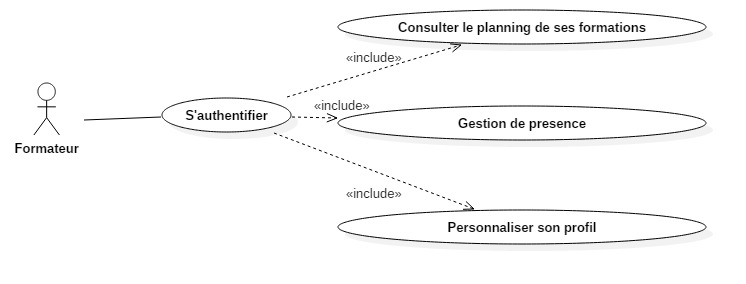 Consulter le planning de ses formations
«include»
«include»
S'authentifier
Gestion de presence
Formateur
«include»
Personnaliser son profil